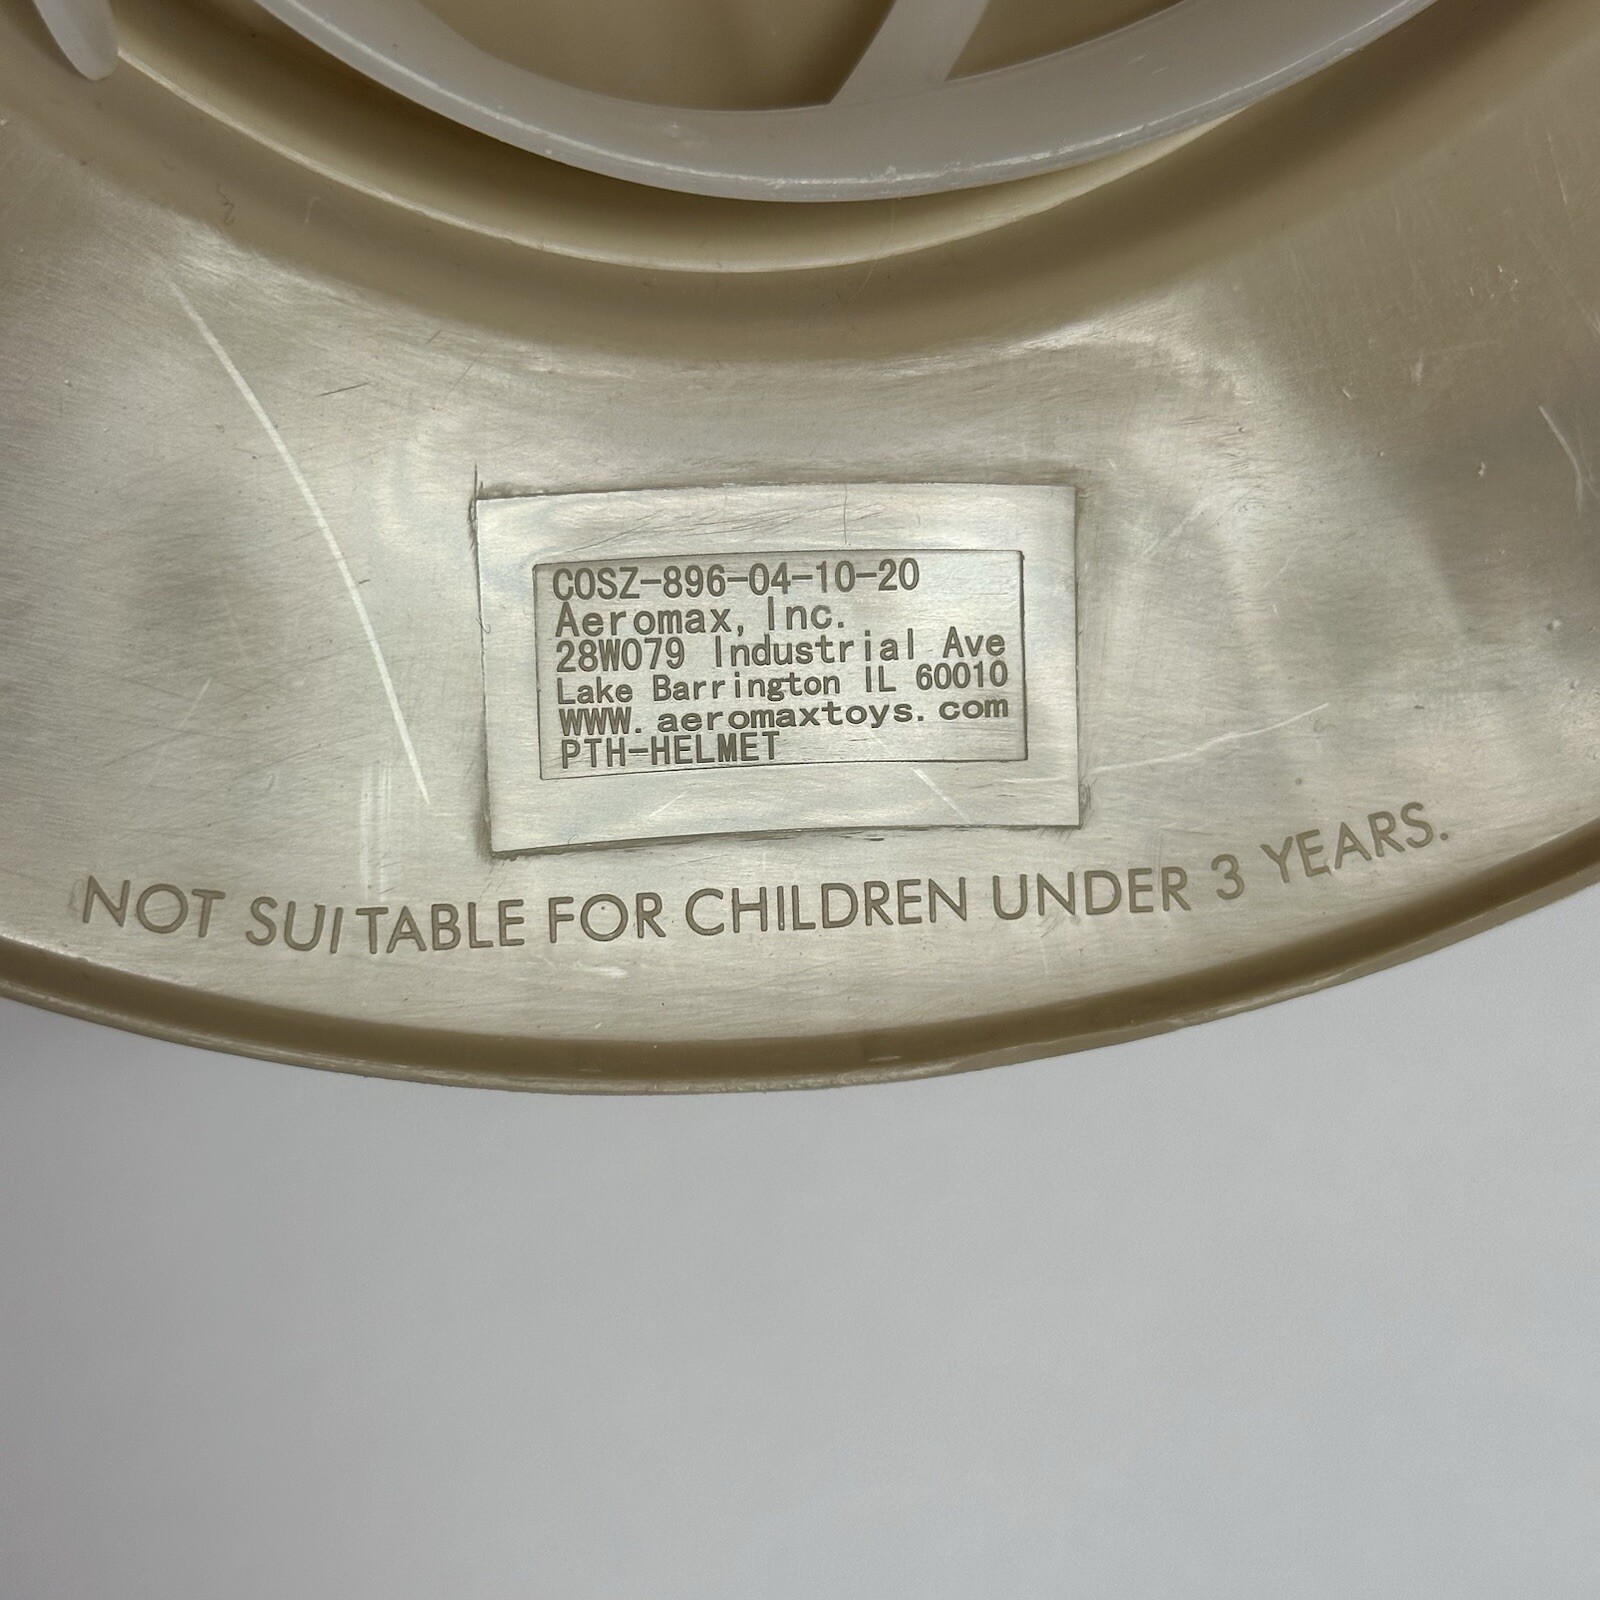 COSZ-896-04-10-20
Aeromax, Inc.
28W079 Industrial Ave
Lake Barrington IL 60010
WWW.aeromaxtoys.com
PTH-HELMET
NOT SUITABLE FOR CHILDREN UNDER 3 YEARS.